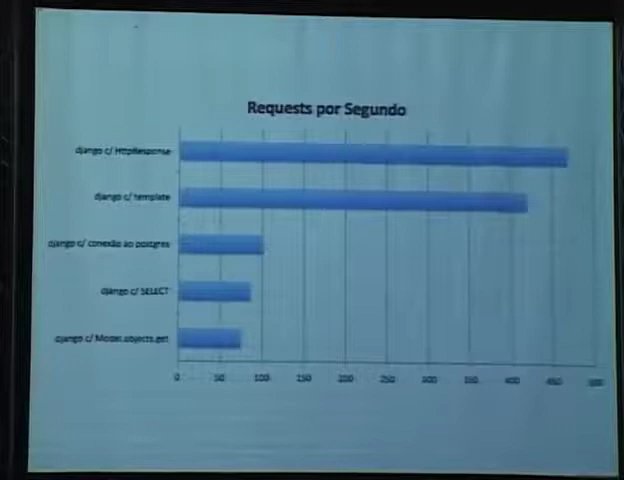 Requests por Segundo
django c/ HttpResponse
django c/ template
django c/ conexão ao postgres
django c/ SELECT
django c/ Model.objects.get
0 50 100 150 200 250 300 350 400 450 500